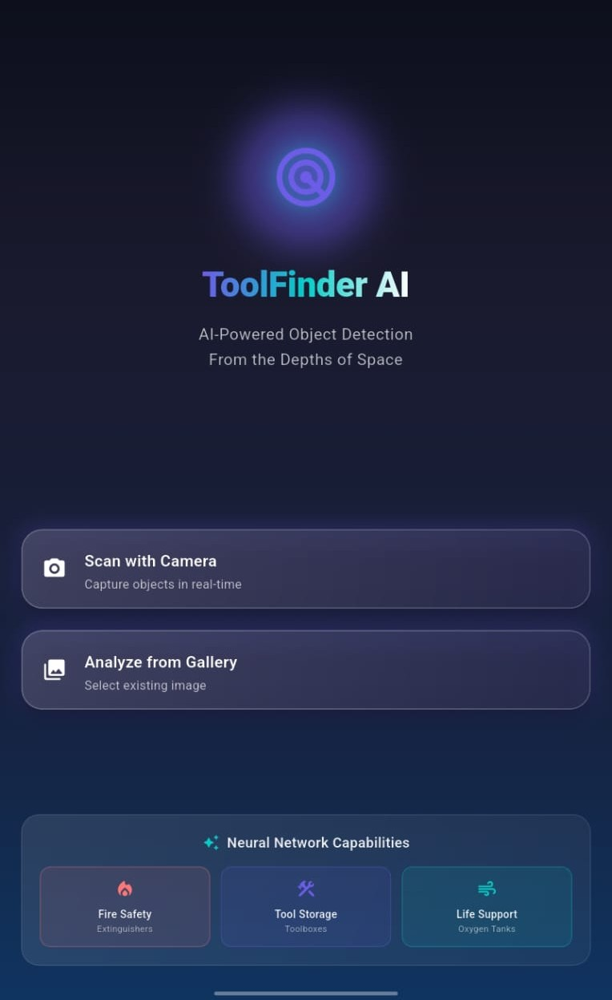 ToolFinder AI
AI-Powered Object Detection
From the Depths of Space
Scan with Camera
Capture objects in real-time
Analyze from Gallery
Select existing image
Neural Network Capabilities
Fire Safety
Extinguishers
Tool Storage
Toolboxes
Life Support
Oxygen Tanks